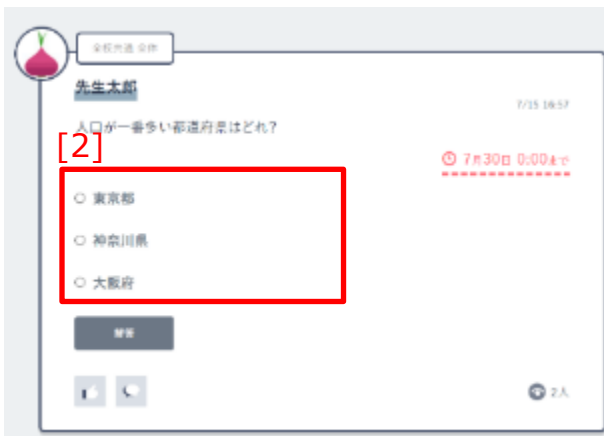 全校共通 全体
先生太郎
7/15 16:57
人口が一番多い都道府県はどれ?
[2]
7月30日 0:00まで
東京都
神奈川県
大阪府
解答
2人